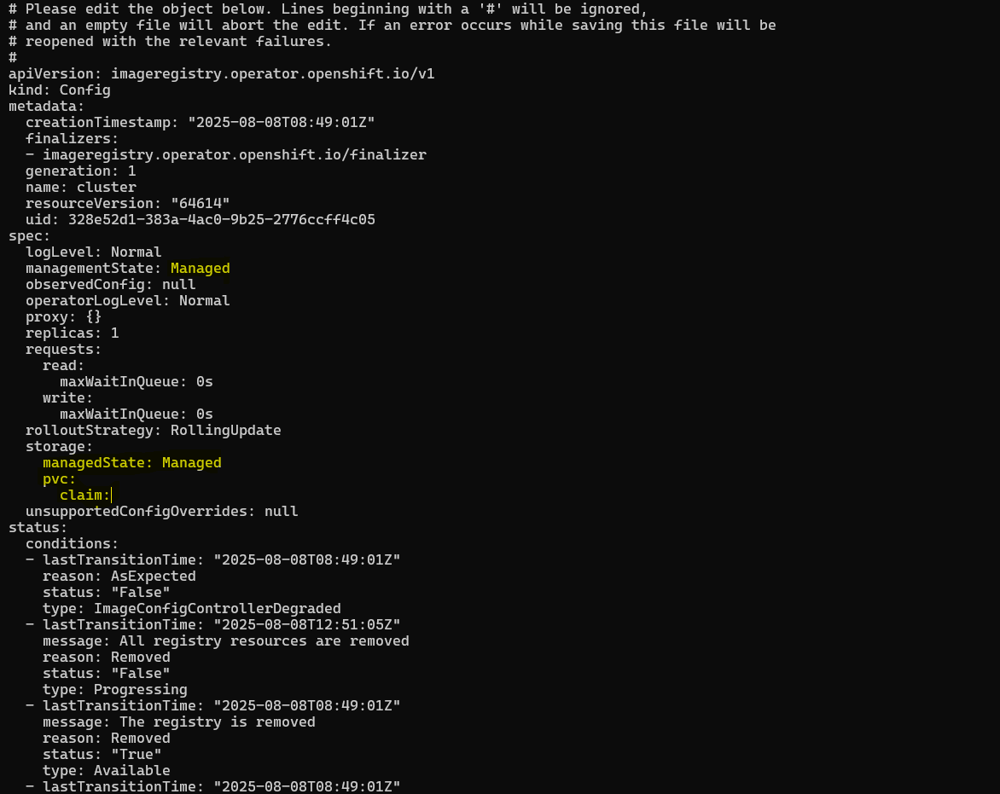 # Please edit the object below. Lines beginning with a '#' will be ignored,
# and an empty file will abort the edit. If an error occurs while saving this file will be
# reopened with the relevant failures.
#
apiVersion: imageregistry.operator.openshift.io/v1
kind: Config
metadata:
  creationTimestamp: "2025-08-08T08:49:01Z"
  finalizers:
  - imageregistry.operator.openshift.io/finalizer
  generation: 1
  name: cluster
  resourceVersion: "64614"
  uid: 328e52d1-383a-4ac0-9b25-2776ccff4c05
spec:
  logLevel: Normal
  managementState: Managed
  observedConfig: null
  operatorLogLevel: Normal
  proxy: {}
  replicas: 1
  requests:
    read:
      maxWaitInQueue: 0s
    write:
      maxWaitInQueue: 0s
  rolloutStrategy: RollingUpdate
  storage:
    managedState: Managed
    pvc:
      claim:
  unsupportedConfigOverrides: null
status:
  conditions:
  - lastTransitionTime: "2025-08-08T08:49:01Z"
    reason: AsExpected
    status: "False"
    type: ImageConfigControllerDegraded
  - lastTransitionTime: "2025-08-08T12:51:05Z"
    message: All registry resources are removed
    reason: Removed
    status: "False"
    type: Progressing
  - lastTransitionTime: "2025-08-08T08:49:01Z"
    message: The registry is removed
    reason: Removed
    status: "True"
    type: Available
  - lastTransitionTime: "2025-08-08T08:49:01Z"